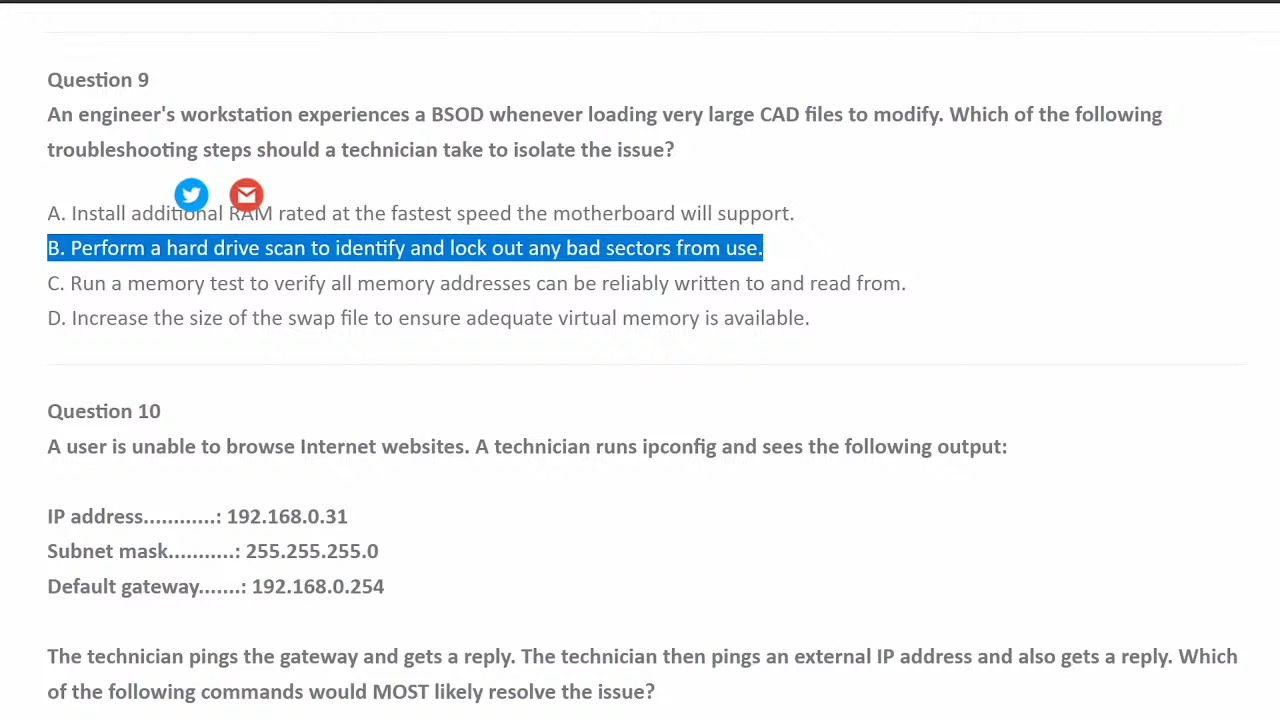 Question 9
An engineer's workstation experiences a BSOD whenever loading very large CAD files to modify. Which of the following
troubleshooting steps should a technician take to isolate the issue?
A. Install additional RAM rated at the fastest speed the motherboard will support.
B. Perform a hard drive scan to identify and lock out any bad sectors from use.
C. Run a memory test to verify all memory addresses can be reliably written to and read from.
D. Increase the size of the swap file to ensure adequate virtual memory is available.
Question 10
A user is unable to browse Internet websites. A technician runs ipconfig and sees the following output:
IP address............: 192.168.0.31
Subnet mask...........: 255.255.255.0
Default gateway.......: 192.168.0.254
The technician pings the gateway and gets a reply. The technician then pings an external IP address and also gets a reply. Which
of the following commands would MOST likely resolve the issue?